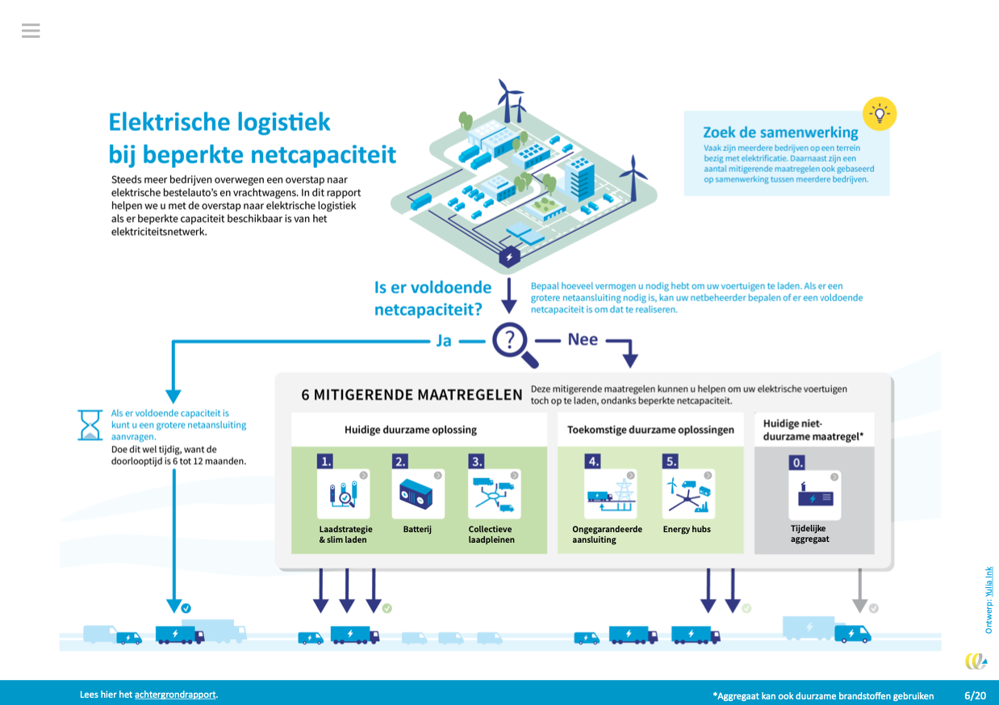 Elektrische logistiek
bij beperkte netcapaciteit
Steeds meer bedrijven overwegen een overstap naar
elektrische bestelauto's en vrachtwagens. In dit rapport
helpen we u met de overstap naar elektrische logistiek
als er beperkte capaciteit beschikbaar is van het
elektriciteitsnetwerk.
Zoek de samenwerking
Vaak zijn meerdere bedrijven op een terrein
bezig met elektrificatie. Daarnaast zijn een
aantal mitigerende maatregelen ook gebaseerd
op samenwerking tussen meerdere bedrijven.
Is er voldoende
netcapaciteit?
Bepaal hoeveel vermogen u nodig hebt om uw voertuigen te laden. Als er een
grotere netaansluiting nodig is, kan uw netbeheerder bepalen of er een voldoende
netcapaciteit is om dat te realiseren.
Ja
?
Nee
Als er voldoende capaciteit is
kunt u een grotere netaansluiting
aanvragen.
Doe dit wel tijdig, want de
doorlooptijd is 6 tot 12 maanden.
6 MITIGERENDE MAATREGELEN
Deze mitigerende maatregelen kunnen u helpen om uw elektrische voertuigen
toch op te laden, ondanks beperkte netcapaciteit.
Huidige duurzame oplossing
1.
Laadstrategie
& slim laden
2.
Batterij
3.
Collectieve
laadpleinen
Toekomstige duurzame oplossingen
4.
Ongegarandeerde
aansluiting
5.
Energy hubs
Huidige niet-
duurzame maatregel*
0.
Tijdelijke
aggregaat
Ontwerp: Yulia Ink
Lees hier het achtergrondrapport.
*Aggregaat kan ook duurzame brandstoffen gebruiken
6/20